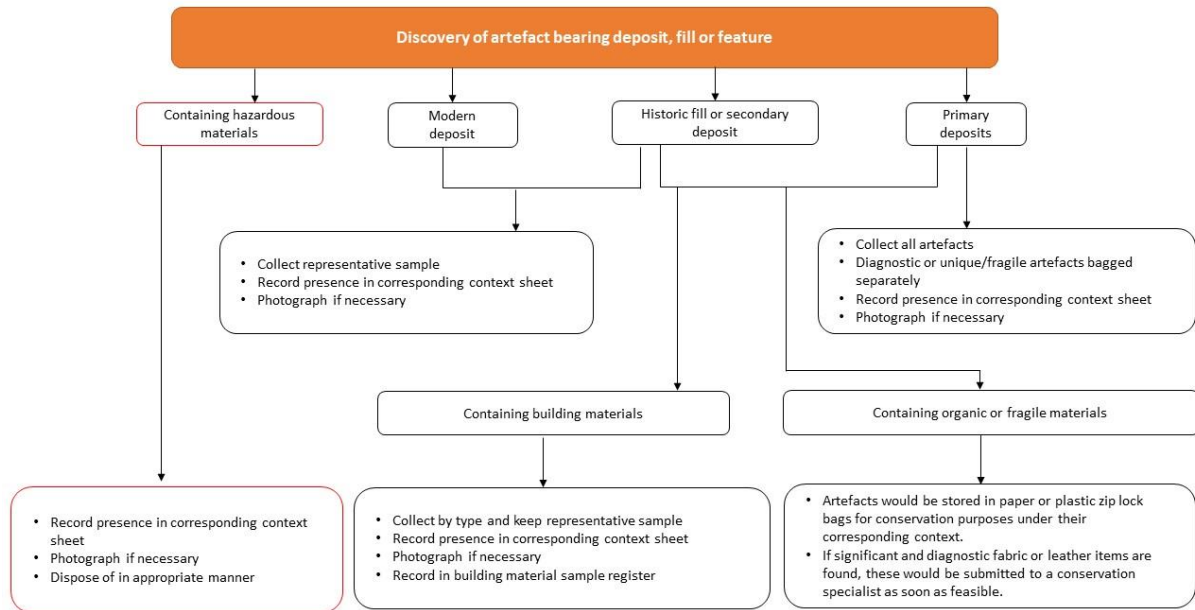 Discovery of artefact bearing deposit, fill or feature
Containing hazardous
materials
Modern
deposit
Historic fill or secondary
deposit
Primary
deposits
• Collect representative sample
• Record presence in corresponding context sheet
• Photograph if necessary
• Collect all artefacts
• Diagnostic or unique/fragile artefacts bagged
separately
• Record presence in corresponding context sheet
• Photograph if necessary
Containing building materials
Containing organic or fragile materials
• Record presence in corresponding context
sheet
• Photograph if necessary
• Dispose of in appropriate manner
• Collect by type and keep representative sample
• Record presence in corresponding context sheet
• Photograph if necessary
• Record in building material sample register
• Artefacts would be stored in paper or plastic zip lock
bags for conservation purposes under their
corresponding context.
• If significant and diagnostic fabric or leather items are
found, these would be submitted to a conservation
specialist as soon as feasible.